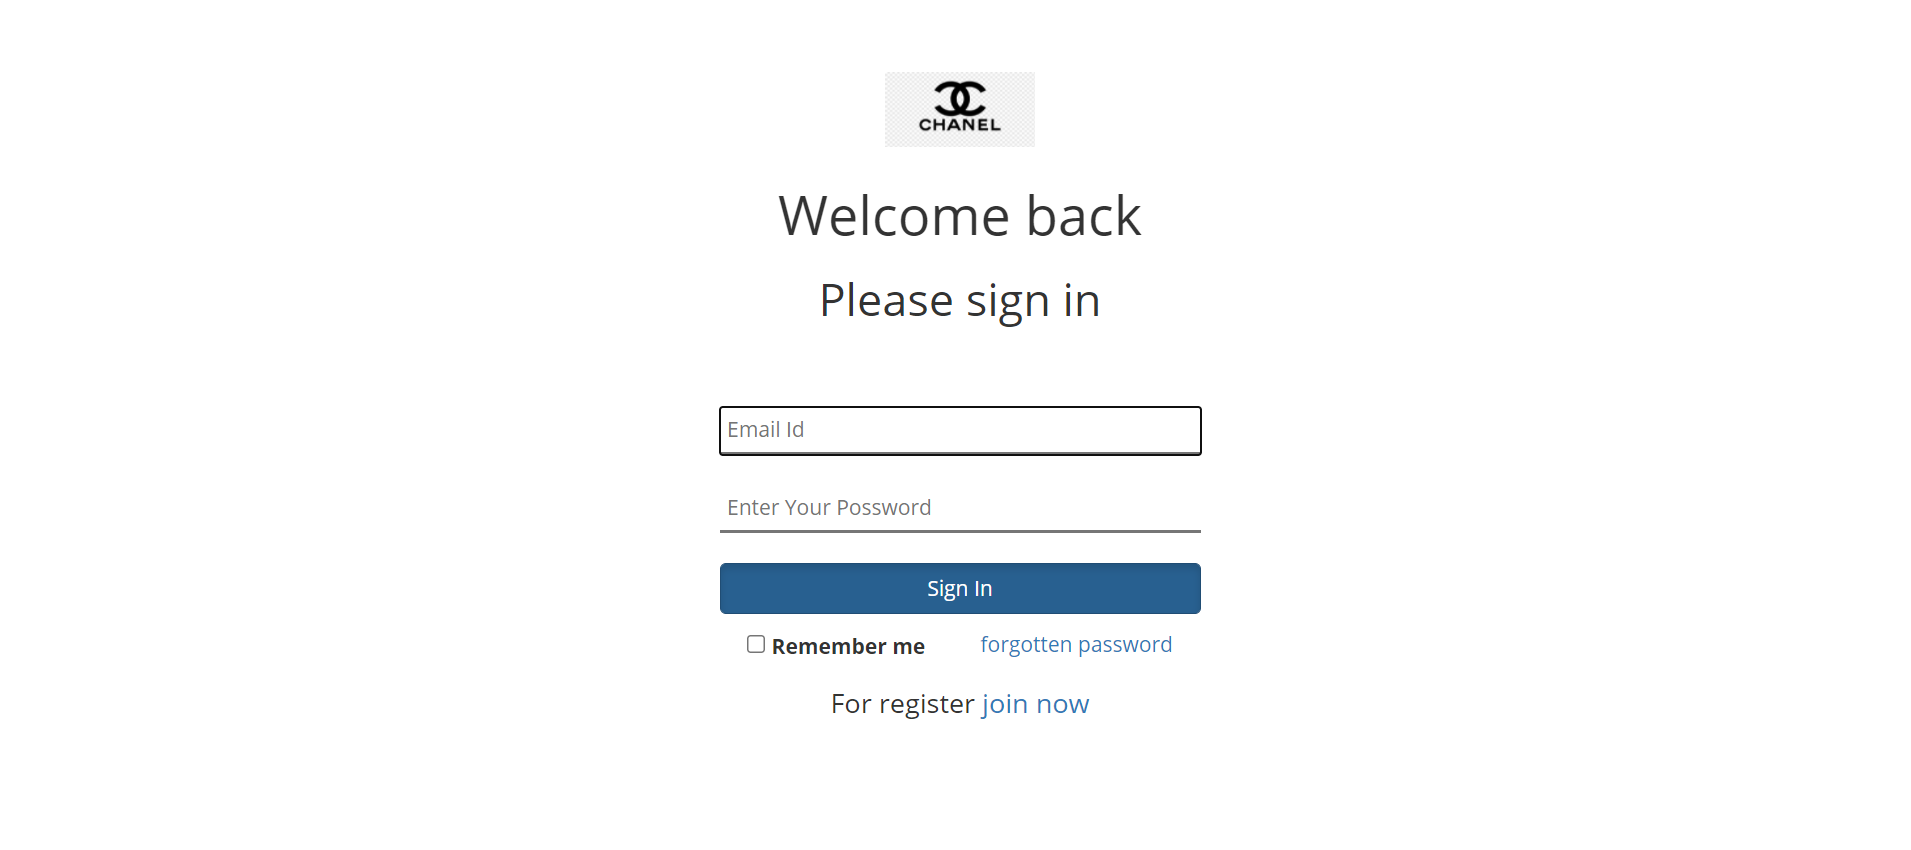 CHANEL
Welcome back
Please sign in
Email Id
Enter Your Possword
Sign In
Remember me forgotten password
For register join now